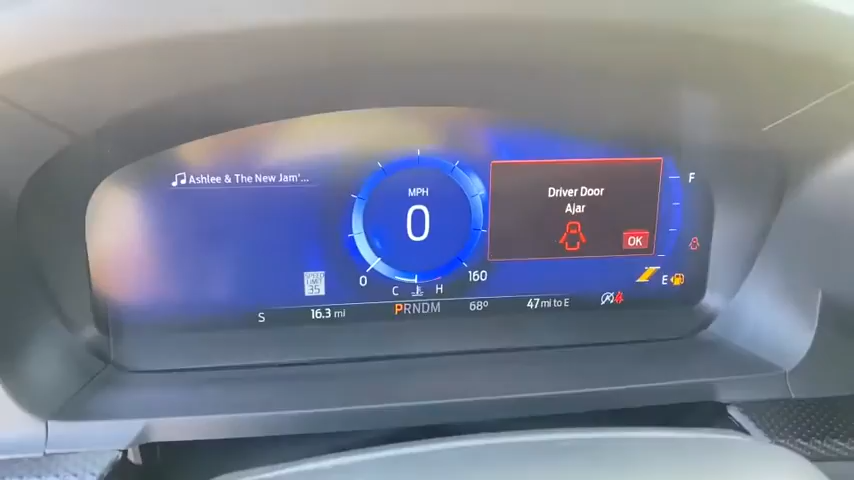 Ashlee & The New Jam'...
MPH
0
0
160
C
H
SPEED
LIMIT
35
S
16.3 mi
PRNDM
68°
47 mi to E
Driver Door
Ajar
OK
F
E